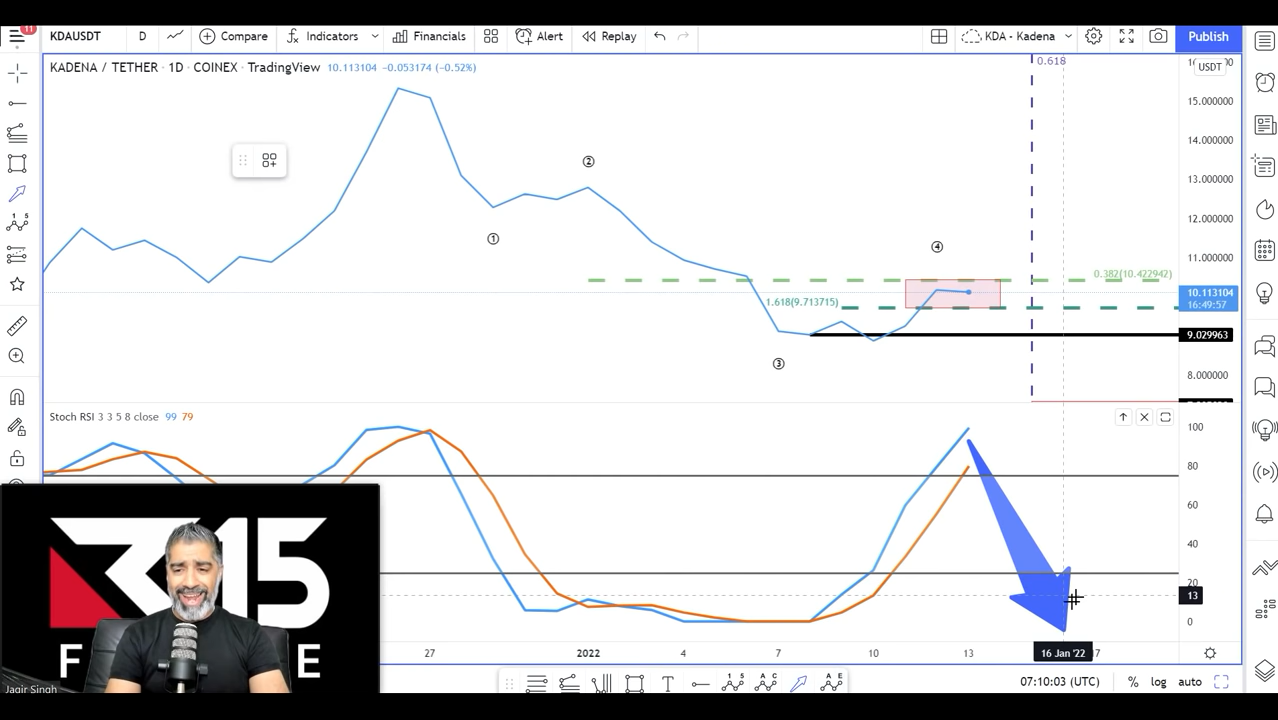 11
KDAUSDT D Compare Indicators Financials Alert Replay KDA - Kadena Publish
KADENA / TETHER · 1D · COINEX · TradingView 10.113104 -0.053174 (-0.52%)
0.618
USDT
15.000000
14.000000
13.000000
12.000000
11.000000
②
①
④
③
0.382(10.422942)
1.618(9.713715)
10.113104
16:49:57
9.029963
8.000000
Stoch RSI 3 3 5 8 close 99 79
100
80
60
40
20
13
0
R315
F E
Jagir Singh
27 2022 4 7 10 13 16 Jan '22 17
07:10:03 (UTC) % log auto